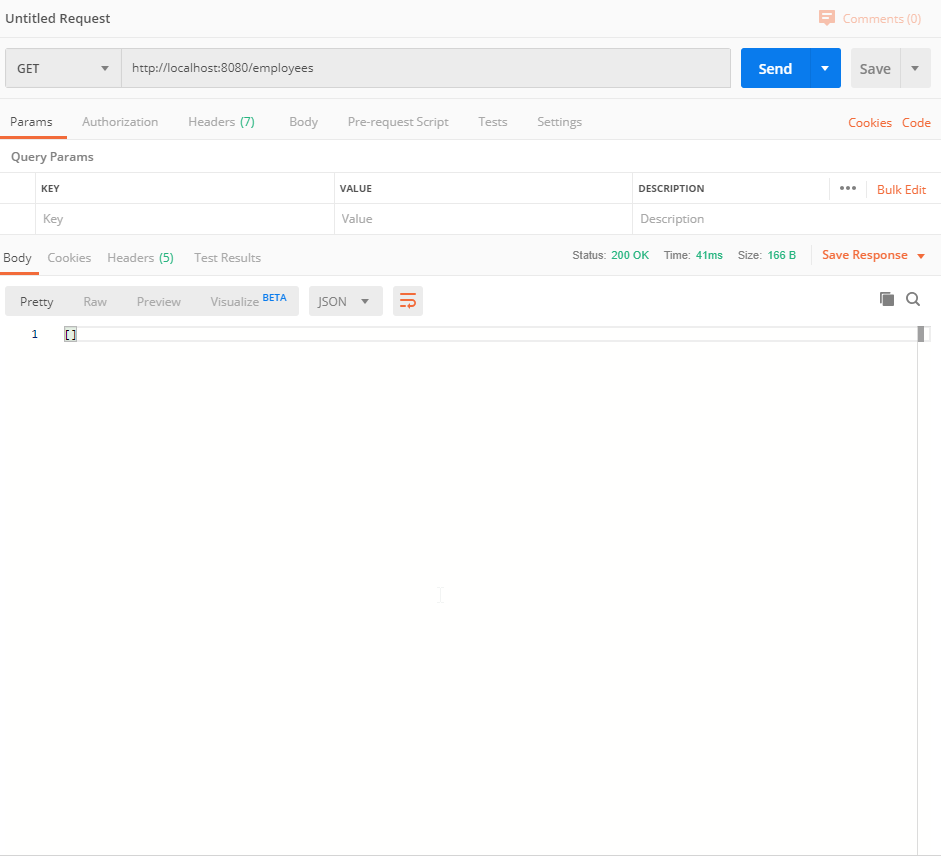 Untitled Request Comments (0)
GET http://localhost:8080/employees Send Save
Params Authorization Headers (7) Body Pre-request Script Tests Settings Cookies Code
Query Params
KEY VALUE DESCRIPTION ••• Bulk Edit
Key Value Description
Body Cookies Headers (5) Test Results Status: 200 OK Time: 41ms Size: 166 B Save Response
Pretty Raw Preview Visualize BETA JSON
1 []